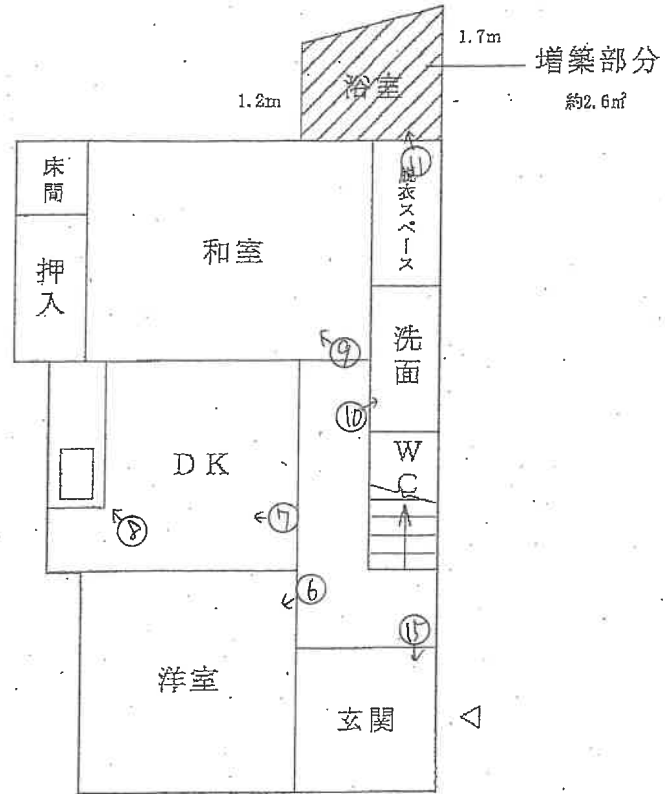 1.7m
増築部分
約2.6㎡
浴室
1.2m
⑪
床間
脱衣スペース
和室
押入
洗面
⑨
⑩
WC
DK
⑦
⑧
⑥
⑮
洋室
玄関